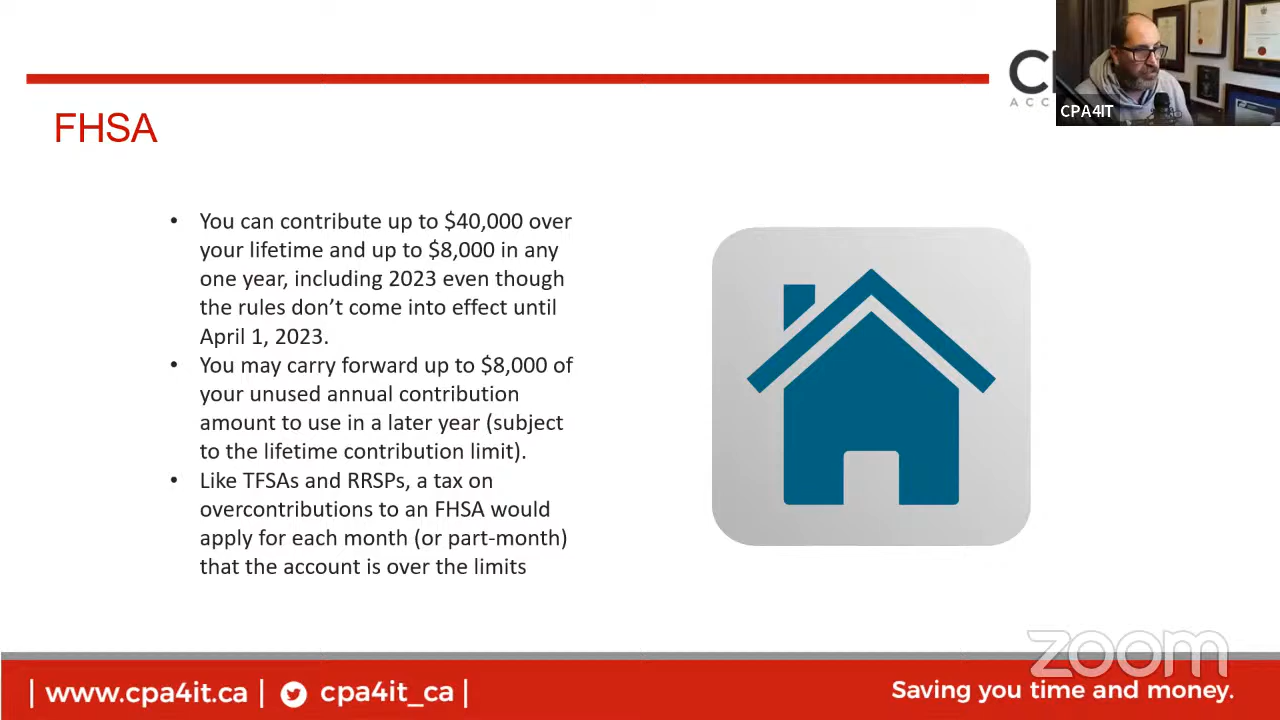 FHSA
• You can contribute up to $40,000 over
your lifetime and up to $8,000 in any
one year, including 2023 even though
the rules don’t come into effect until
April 1, 2023.
• You may carry forward up to $8,000 of
your unused annual contribution
amount to use in a later year (subject
to the lifetime contribution limit).
• Like TFSAs and RRSPs, a tax on
overcontributions to an FHSA would
apply for each month (or part-month)
that the account is over the limits
CPA4IT
zoom
| www.cpa4it.ca | cpa4it_ca |
Saving you time and money.